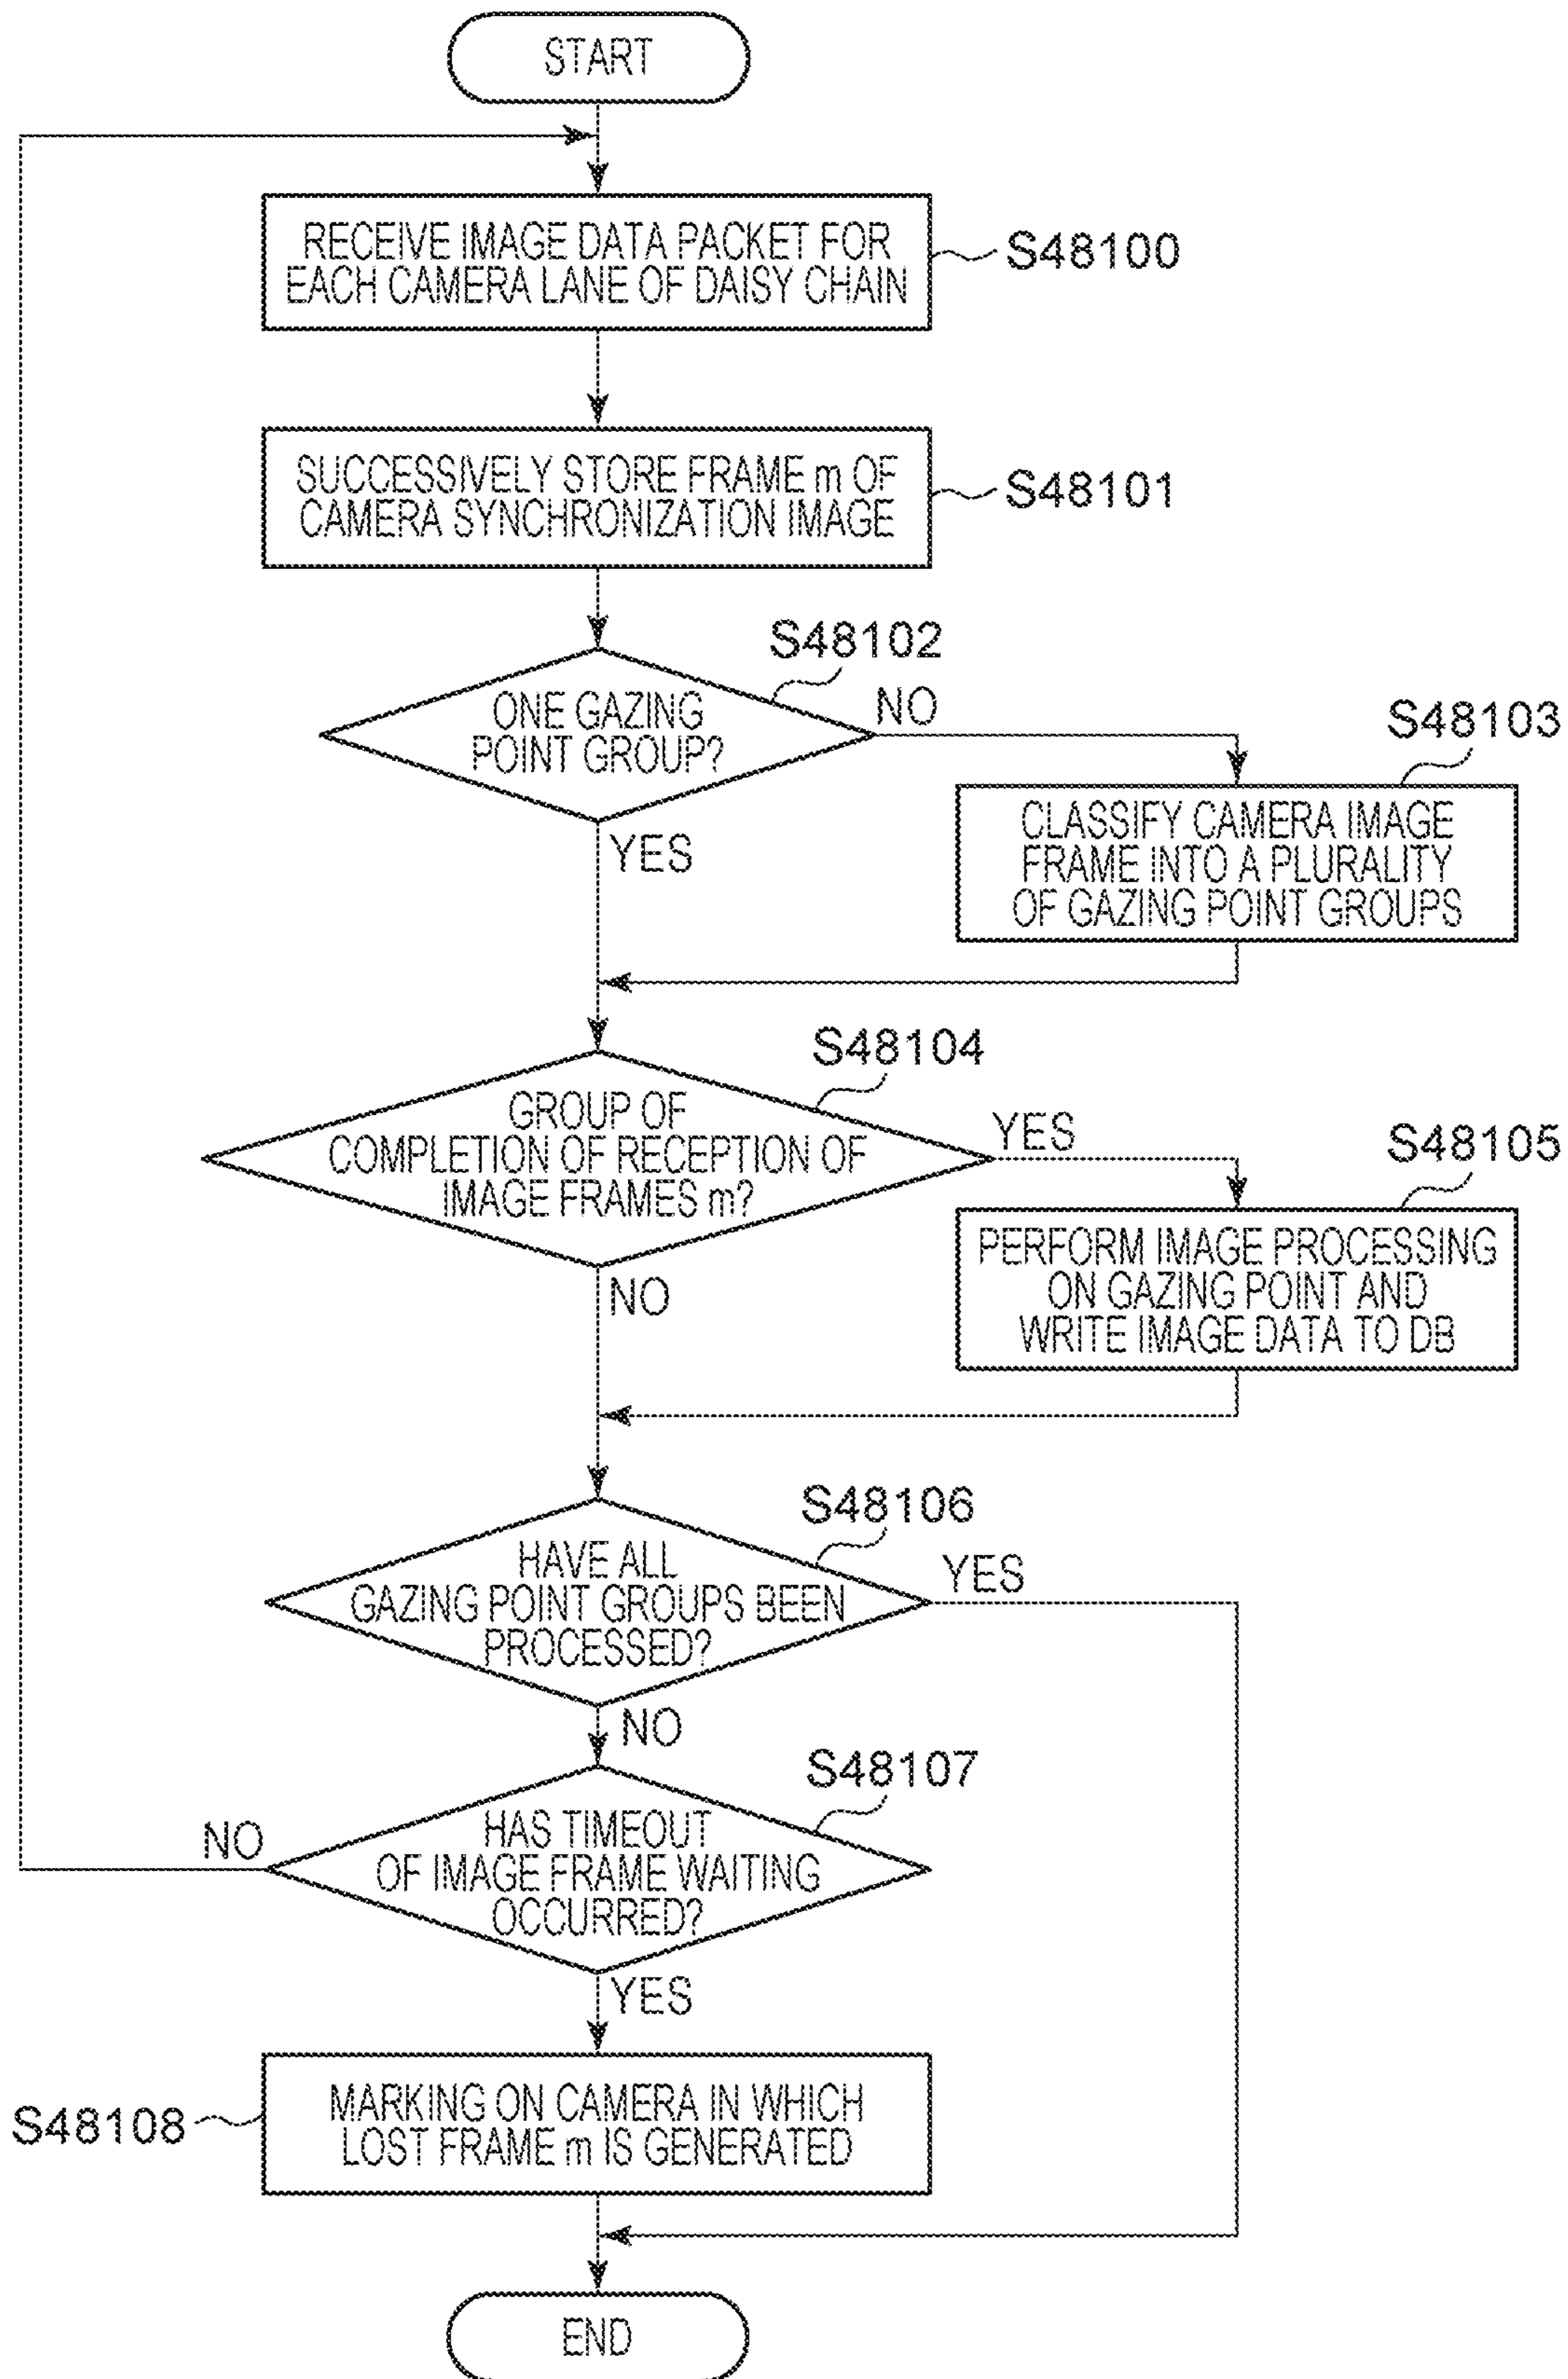 START
RECEIVE IMAGE DATA PACKET FOR
EACH CAMERA LANE OF DAISY CHAIN
S48100
SUCCESSIVELY STORE FRAME m OF
CAMERA SYNCHRONIZATION IMAGE
S48101
S48102
ONE GAZING
POINT GROUP?
NO
YES
S48103
CLASSIFY CAMERA IMAGE
FRAME INTO A PLURALITY
OF GAZING POINT GROUPS
S48104
GROUP OF
COMPLETION OF RECEPTION OF
IMAGE FRAMES m?
YES
NO
S48105
PERFORM IMAGE PROCESSING
ON GAZING POINT AND
WRITE IMAGE DATA TO DB
S48106
HAVE ALL
GAZING POINT GROUPS BEEN
PROCESSED?
YES
NO
S48107
HAS TIMEOUT
OF IMAGE FRAME WAITING
OCCURRED?
NO
YES
S48108
MARKING ON CAMERA IN WHICH
LOST FRAME m IS GENERATED
END